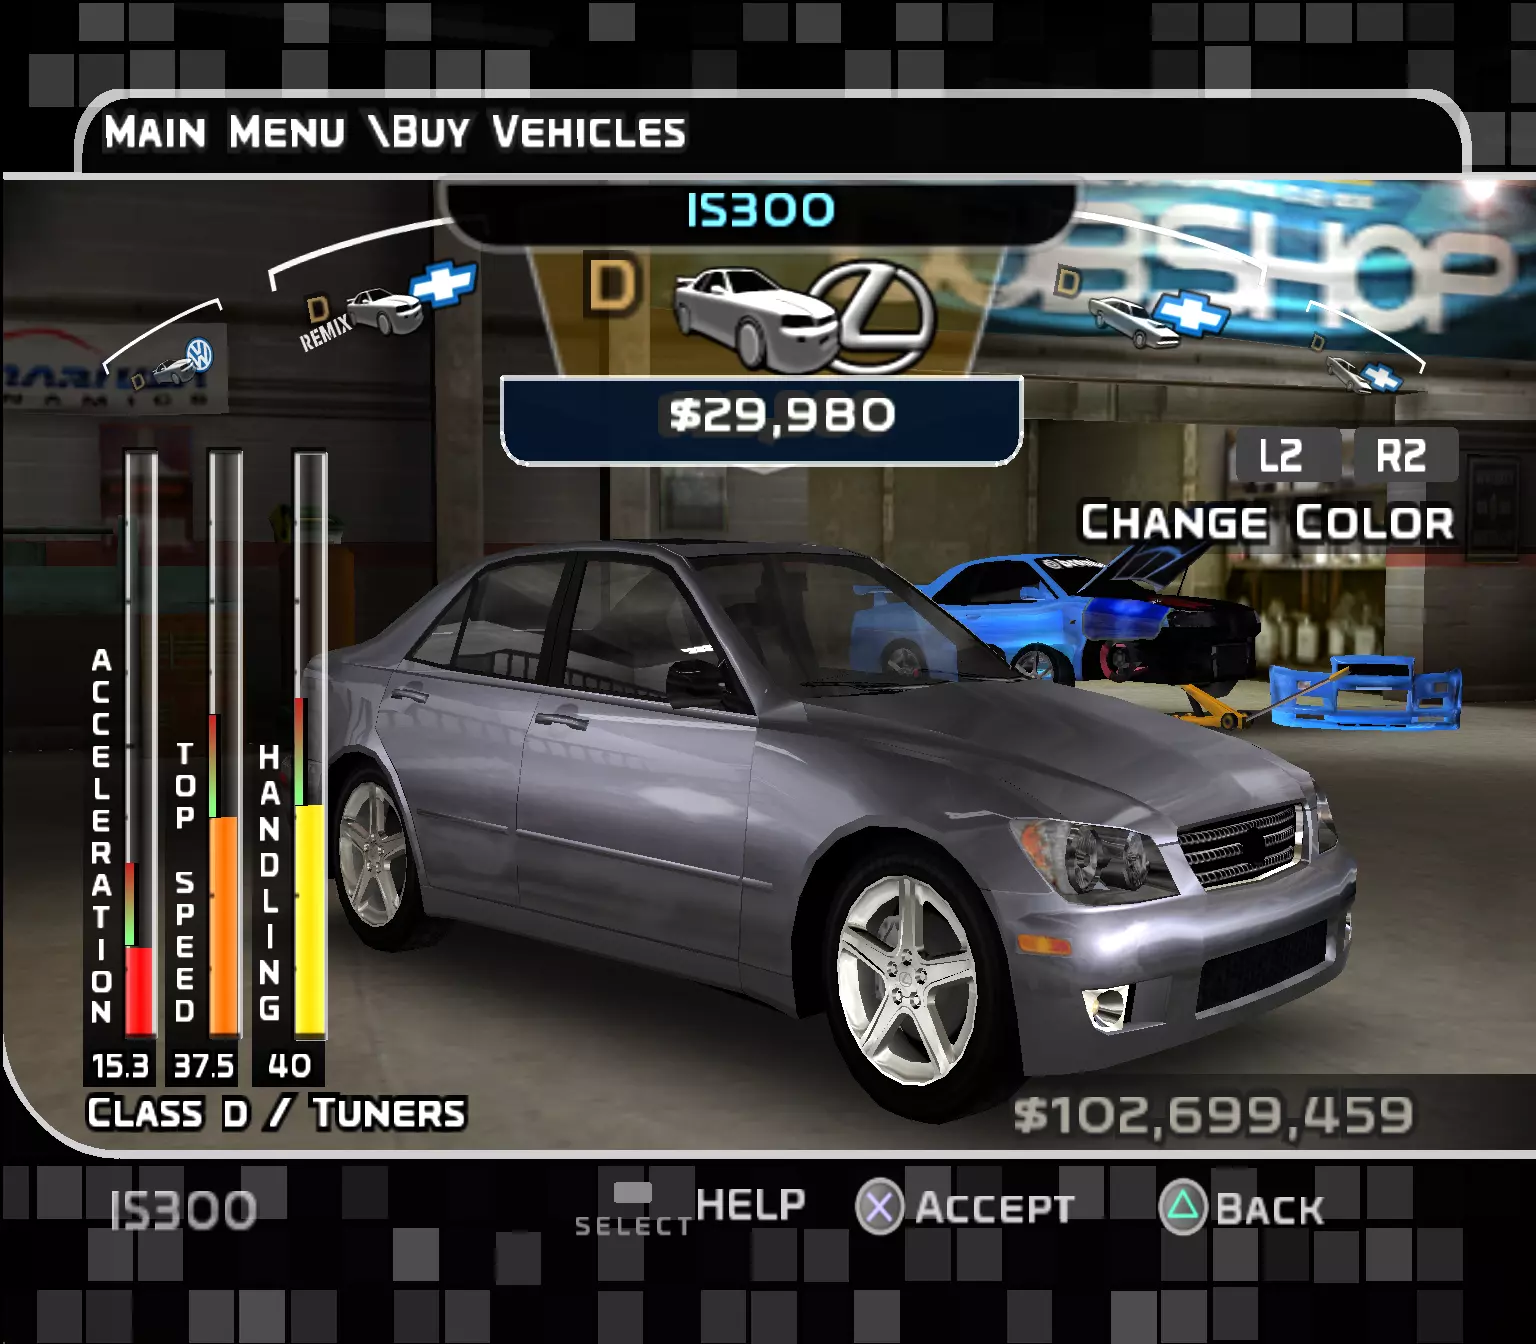 MAIN MENU \BUY VEHICLES
IS300
D
D
REMIX
D
D
D
OBSHOP
$29,980
L2 R2
CHANGE COLOR
ACCELERATION
TOP SPEED
HANDLING
15.3 37.5 40
CLASS D / TUNERS
$102,699,459
IS300
SELECT HELP
ACCEPT
BACK